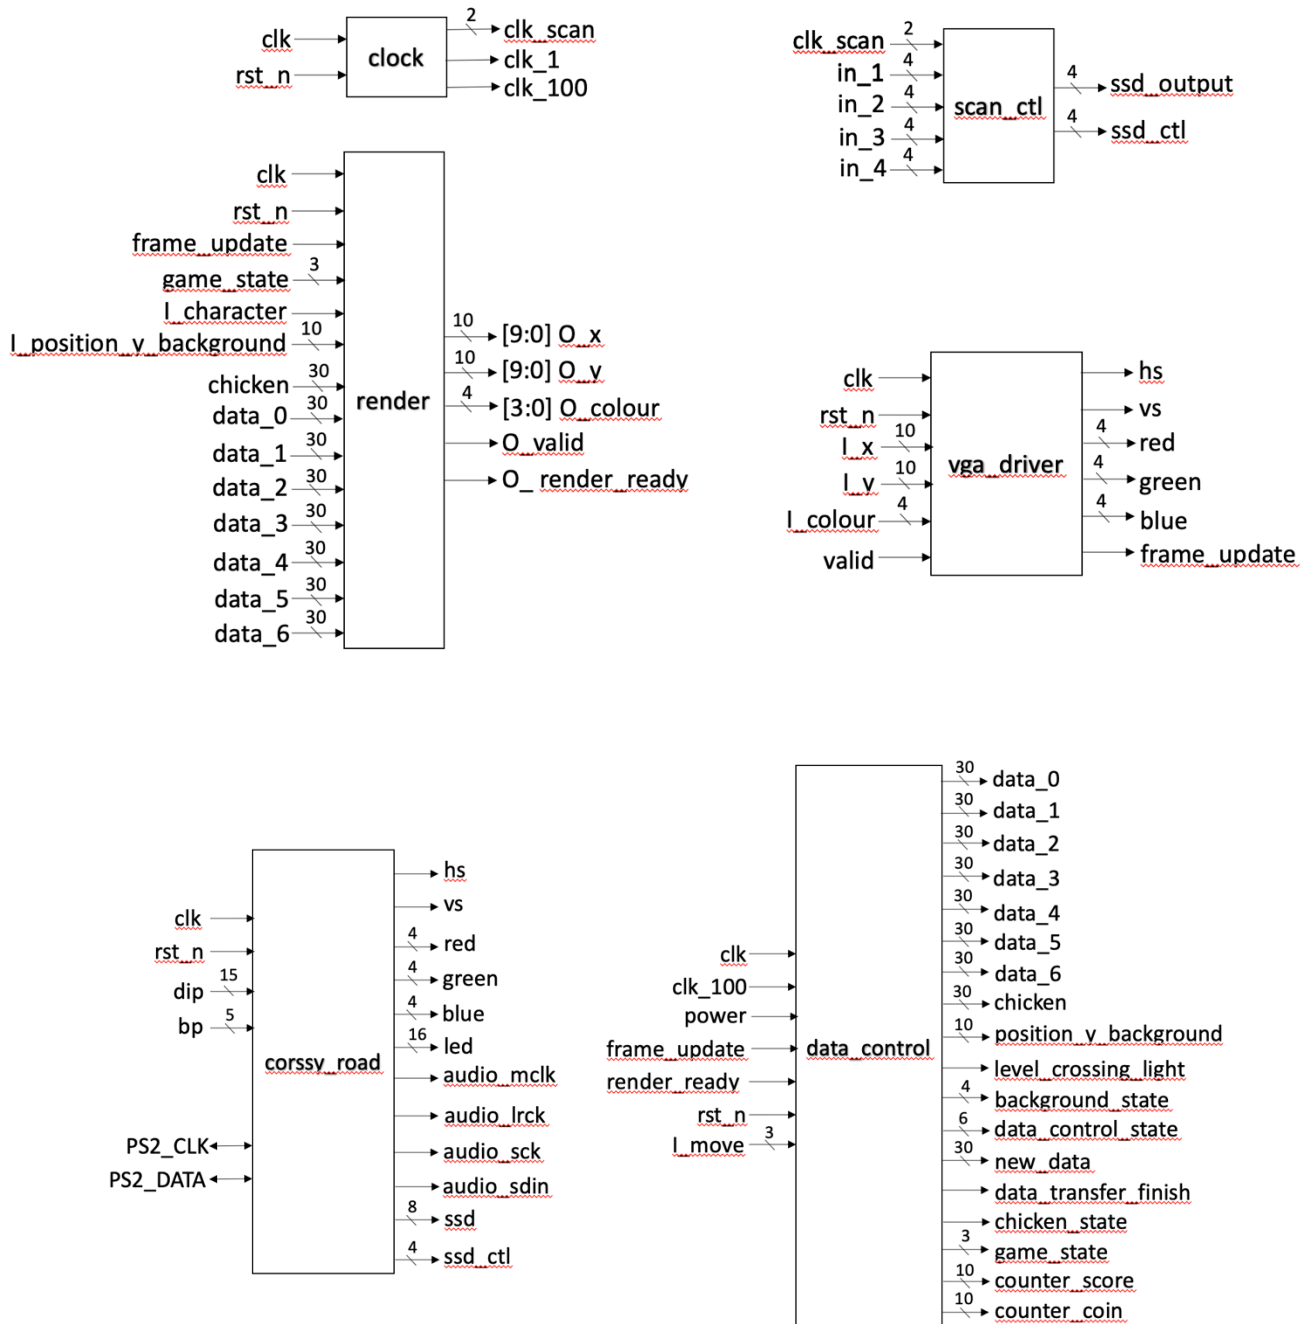 clk
rst_n
clock
2
clk_scan
clk_1
clk_100
clk_scan
in_1
in_2
in_3
in_4
2
4
4
4
4
scan_ctl
4
ssd_output
4
ssd_ctl
clk
rst_n
frame_update
game_state
3
I_character
I_position_y_background
10
chicken
30
data_0
30
data_1
30
data_2
30
data_3
30
data_4
30
data_5
30
data_6
30
render
10
[9:0] O_x
10
[9:0] O_y
4
[3:0] O_colour
O_valid
O_ render_ready
clk
rst_n
I_x
10
I_y
10
I_colour
4
valid
vga_driver
hs
vs
4
red
4
green
4
blue
frame_update
clk
rst_n
dip
15
bp
5
PS2_CLK
PS2_DATA
corssy_road
hs
vs
4
red
4
green
4
blue
16
led
audio_mclk
audio_lrck
audio_sck
audio_sdin
8
ssd
4
ssd_ctl
clk
clk_100
power
frame_update
render_ready
rst_n
I_move
3
data_control
30
data_0
30
data_1
30
data_2
30
data_3
30
data_4
30
data_5
30
data_6
30
chicken
10
position_y_background
level_crossing_light
4
background_state
6
data_control_state
30
new_data
data_transfer_finish
chicken_state
3
game_state
10
counter_score
10
counter_coin